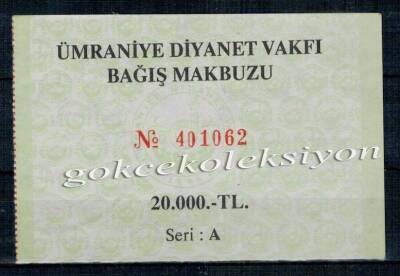 ÜMRANİYE DİYANET VAKFI
BAĞIŞ MAKBUZU
№ 401062
gokcekoleksiyon
20.000.-TL.
Seri : A